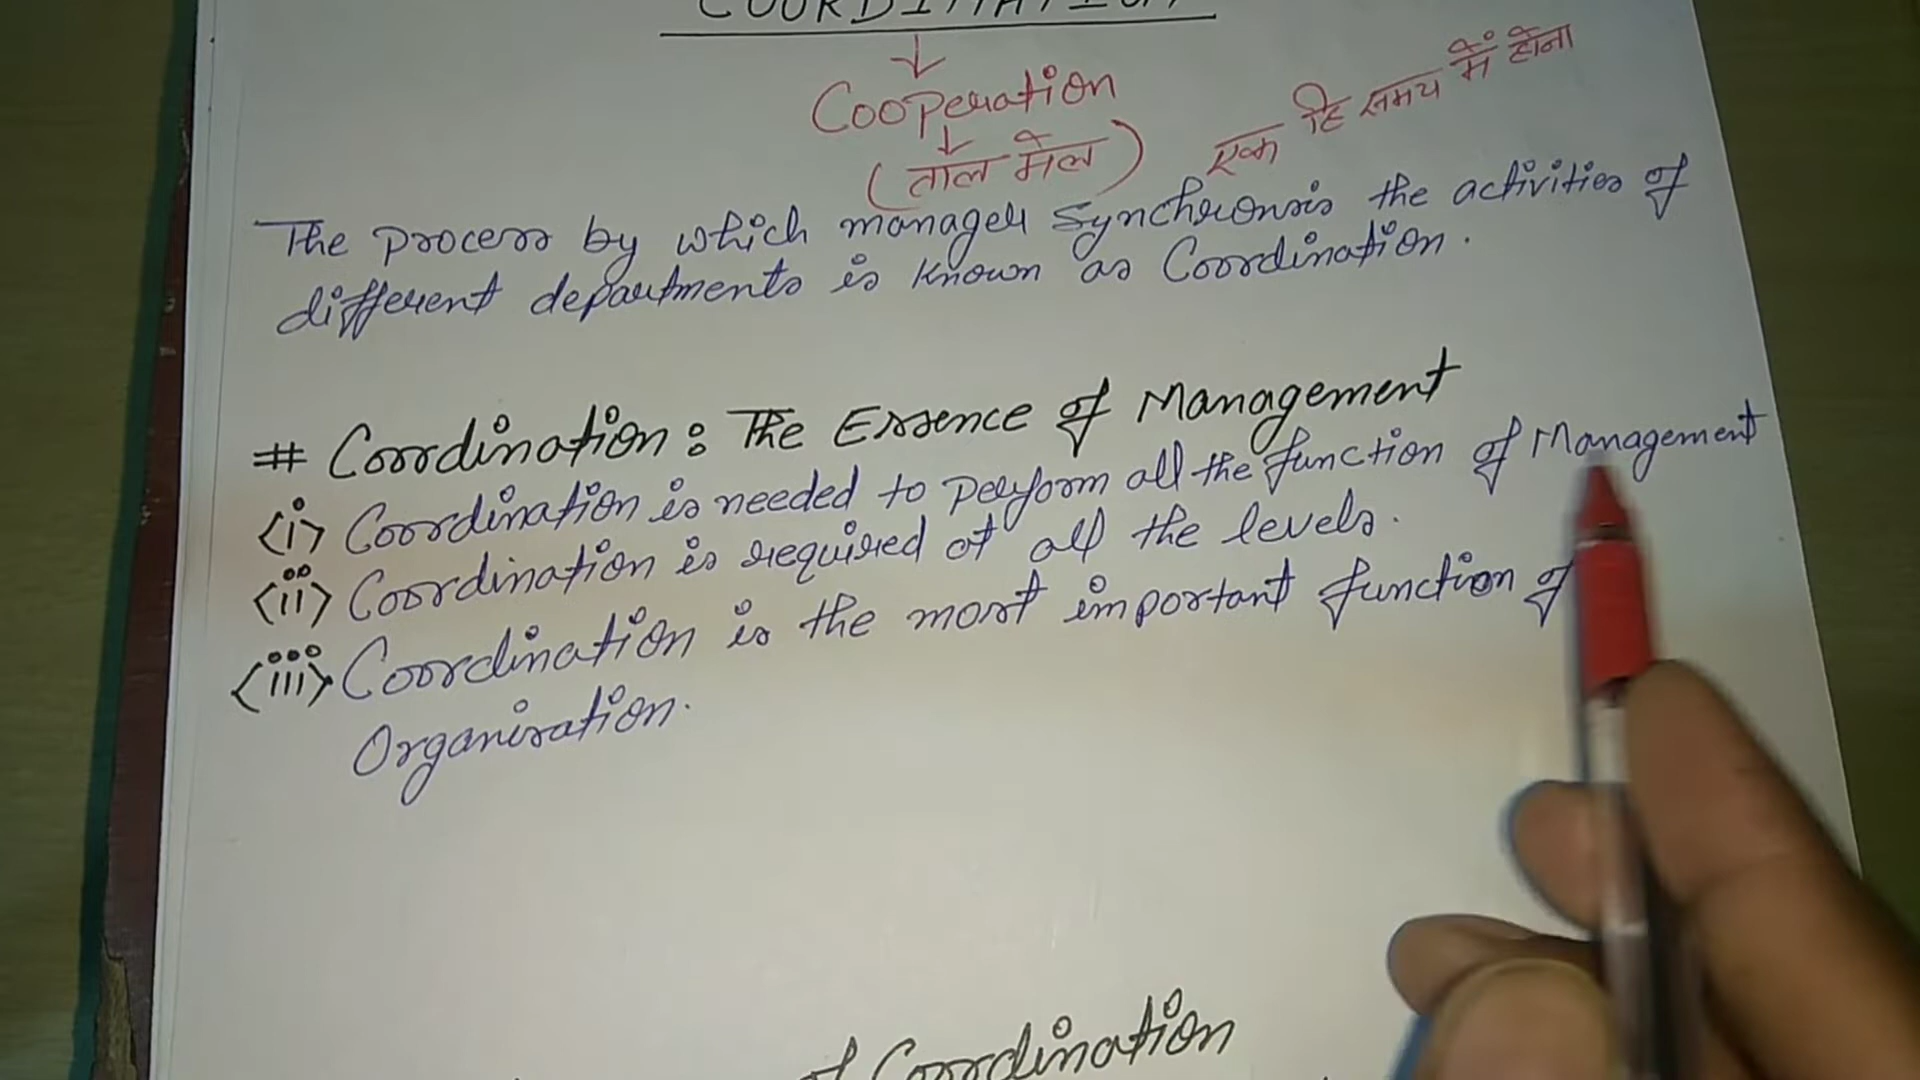 COORDINATION
Cooperation
(ताल मेल)
एक हि समय में होना
The process by which manager synchronsis the activities of
different departments is known as Coordination.
# Coordination: The Essence of Management
(i) Coordination is needed to perform all the function of Management
(ii) Coordination is required at all the levels.
(iii) Coordination is the most important function of
Organisation.
of Coordination